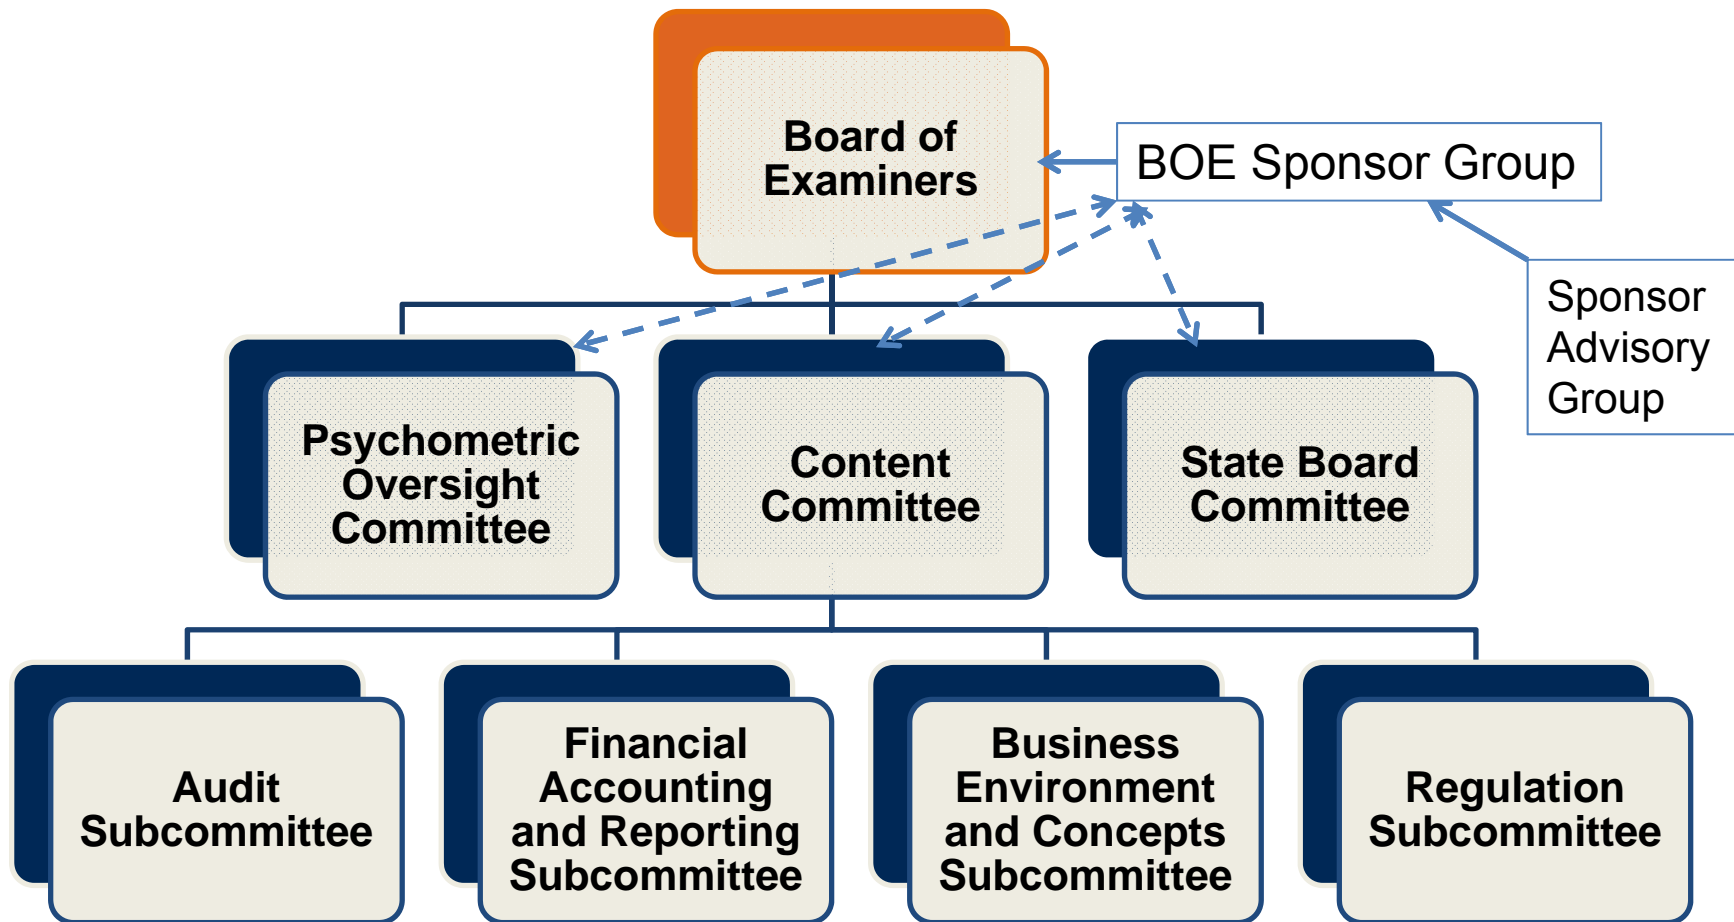 Board of
Examiners
BOE Sponsor Group
Sponsor
Advisory
Group
Psychometric
Oversight
Committee
Content
Committee
State Board
Committee
Audit
Subcommittee
Financial
Accounting
and Reporting
Subcommittee
Business
Environment
and Concepts
Subcommittee
Regulation
Subcommittee